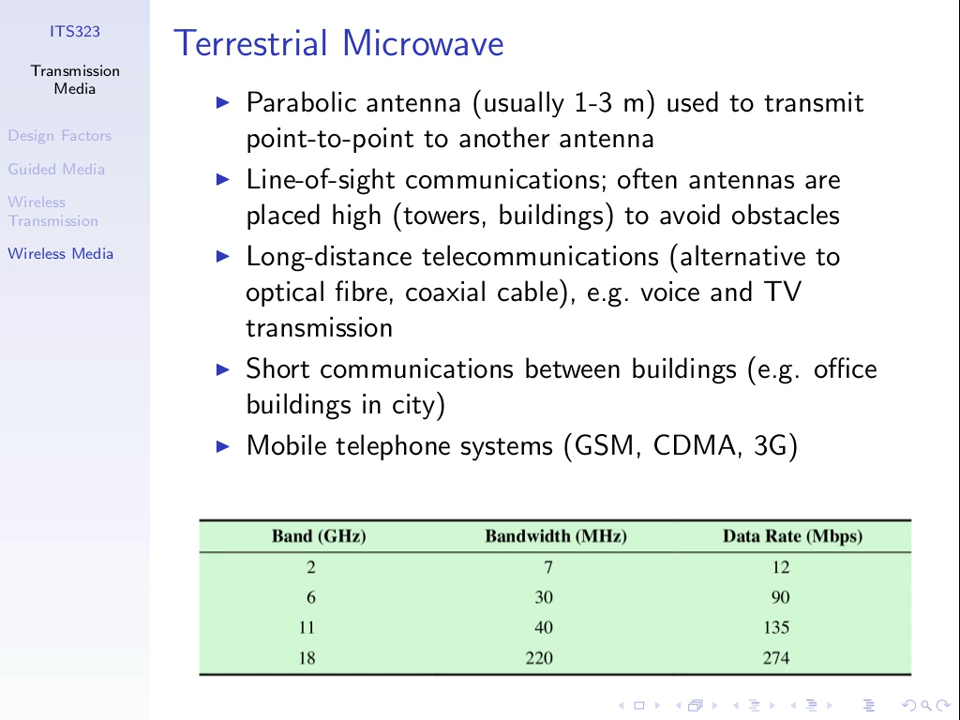 ITS323
Transmission
Media
Design Factors
Guided Media
Wireless
Transmission
Wireless Media
Terrestrial Microwave
Parabolic antenna (usually 1-3 m) used to transmit
point-to-point to another antenna
Line-of-sight communications; often antennas are
placed high (towers, buildings) to avoid obstacles
Long-distance telecommunications (alternative to
optical fibre, coaxial cable), e.g. voice and TV
transmission
Short communications between buildings (e.g. office
buildings in city)
Mobile telephone systems (GSM, CDMA, 3G)
Band (GHz) Bandwidth (MHz) Data Rate (Mbps)
2 7 12
6 30 90
11 40 135
18 220 274